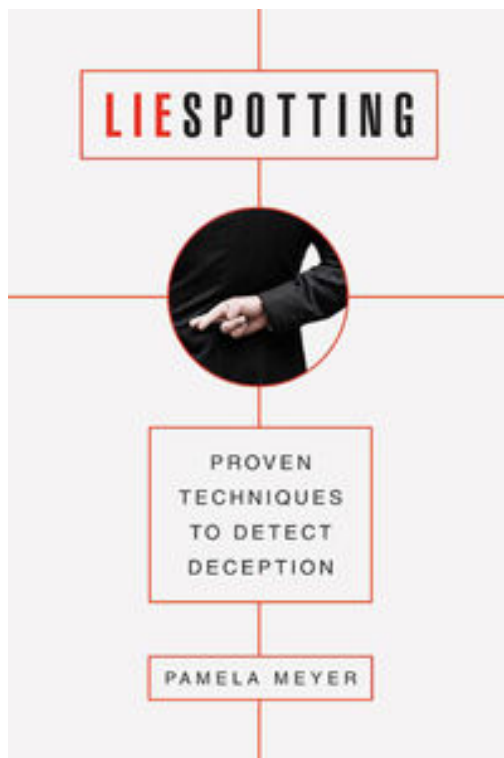 LIESPOTTING
PROVEN
TECHNIQUES
TO DETECT
DECEPTION
PAMELA MEYER